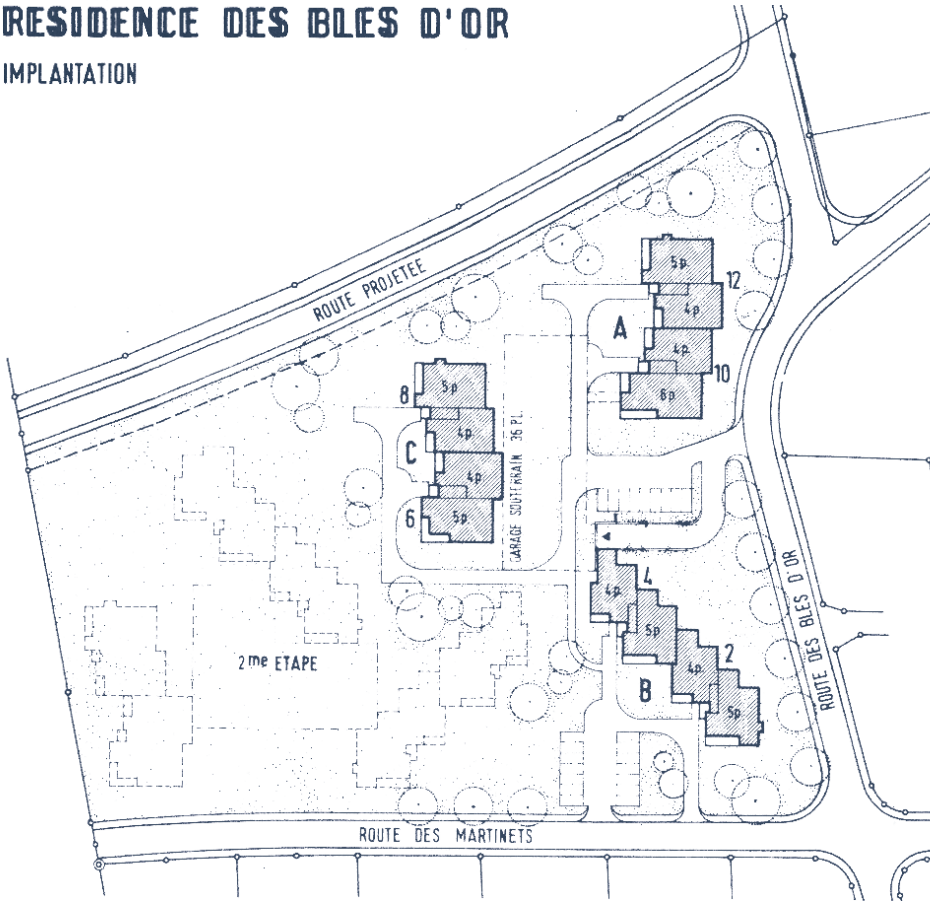 RESIDENCE DES BLES D'OR
IMPLANTATION
ROUTE PROJETEE
5p.
12
4p.
A
4p.
10
6p.
8
5p
4p.
C
4p.
6
5p
GARAGE SOUTERRAIN 36 PL.
4
4p.
5p.
2
4p.
B
5p
2me ETAPE
ROUTE DES BLES D'OR
ROUTE DES MARTINETS